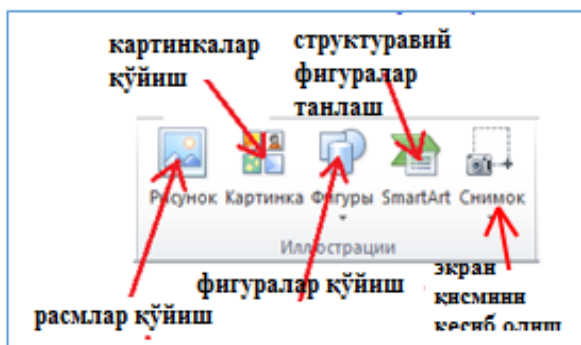 картинкалар
қўйиш
структуравий
фигуралар
танлаш
Рисунок Картинка Фигуры SmartArt Снимок
Иллюстрации
расмлар қўйиш
фигуралар қўйиш
экран
қисмини
кесиб олиш